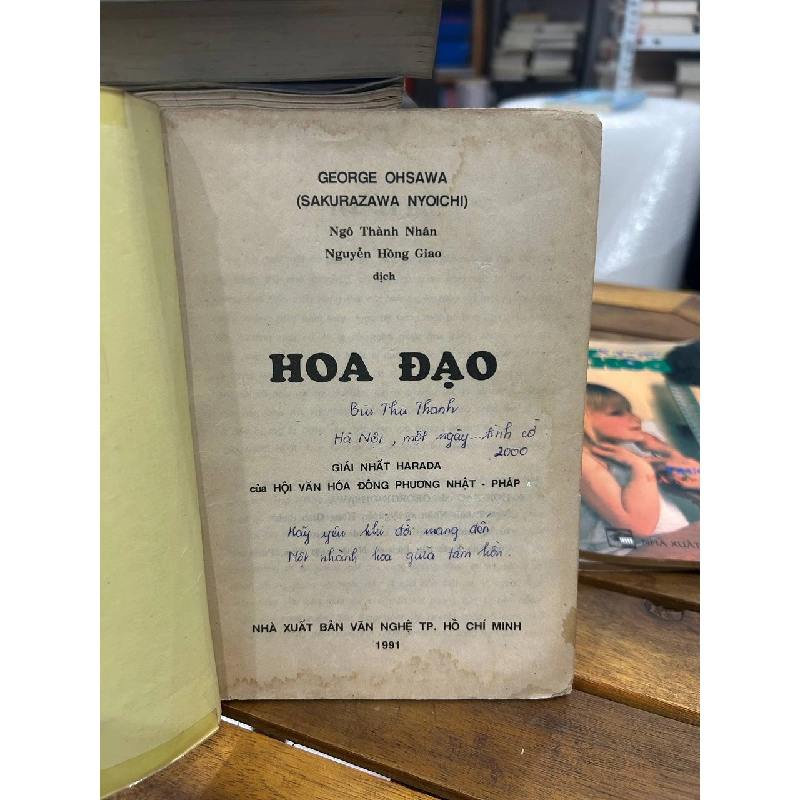 GEORGE OHSAWA
(SAKURAZAWA NYOICHI)
Ngô Thành Nhân
Nguyễn Hồng Giao
dịch
HOA ĐẠO
Bùi Thu Thanh
Hà Nội, một ngày tình cờ
2000
GIẢI NHẤT HARADA
của HỘI VĂN HÓA ĐÔNG PHƯƠNG NHẬT - PHÁP
Hãy yêu khi đời mang đến
Một nhành hoa giữa tâm hồn.
NHÀ XUẤT BẢN VĂN NGHỆ TP. HỒ CHÍ MINH
1991
NHÀ XUẤT